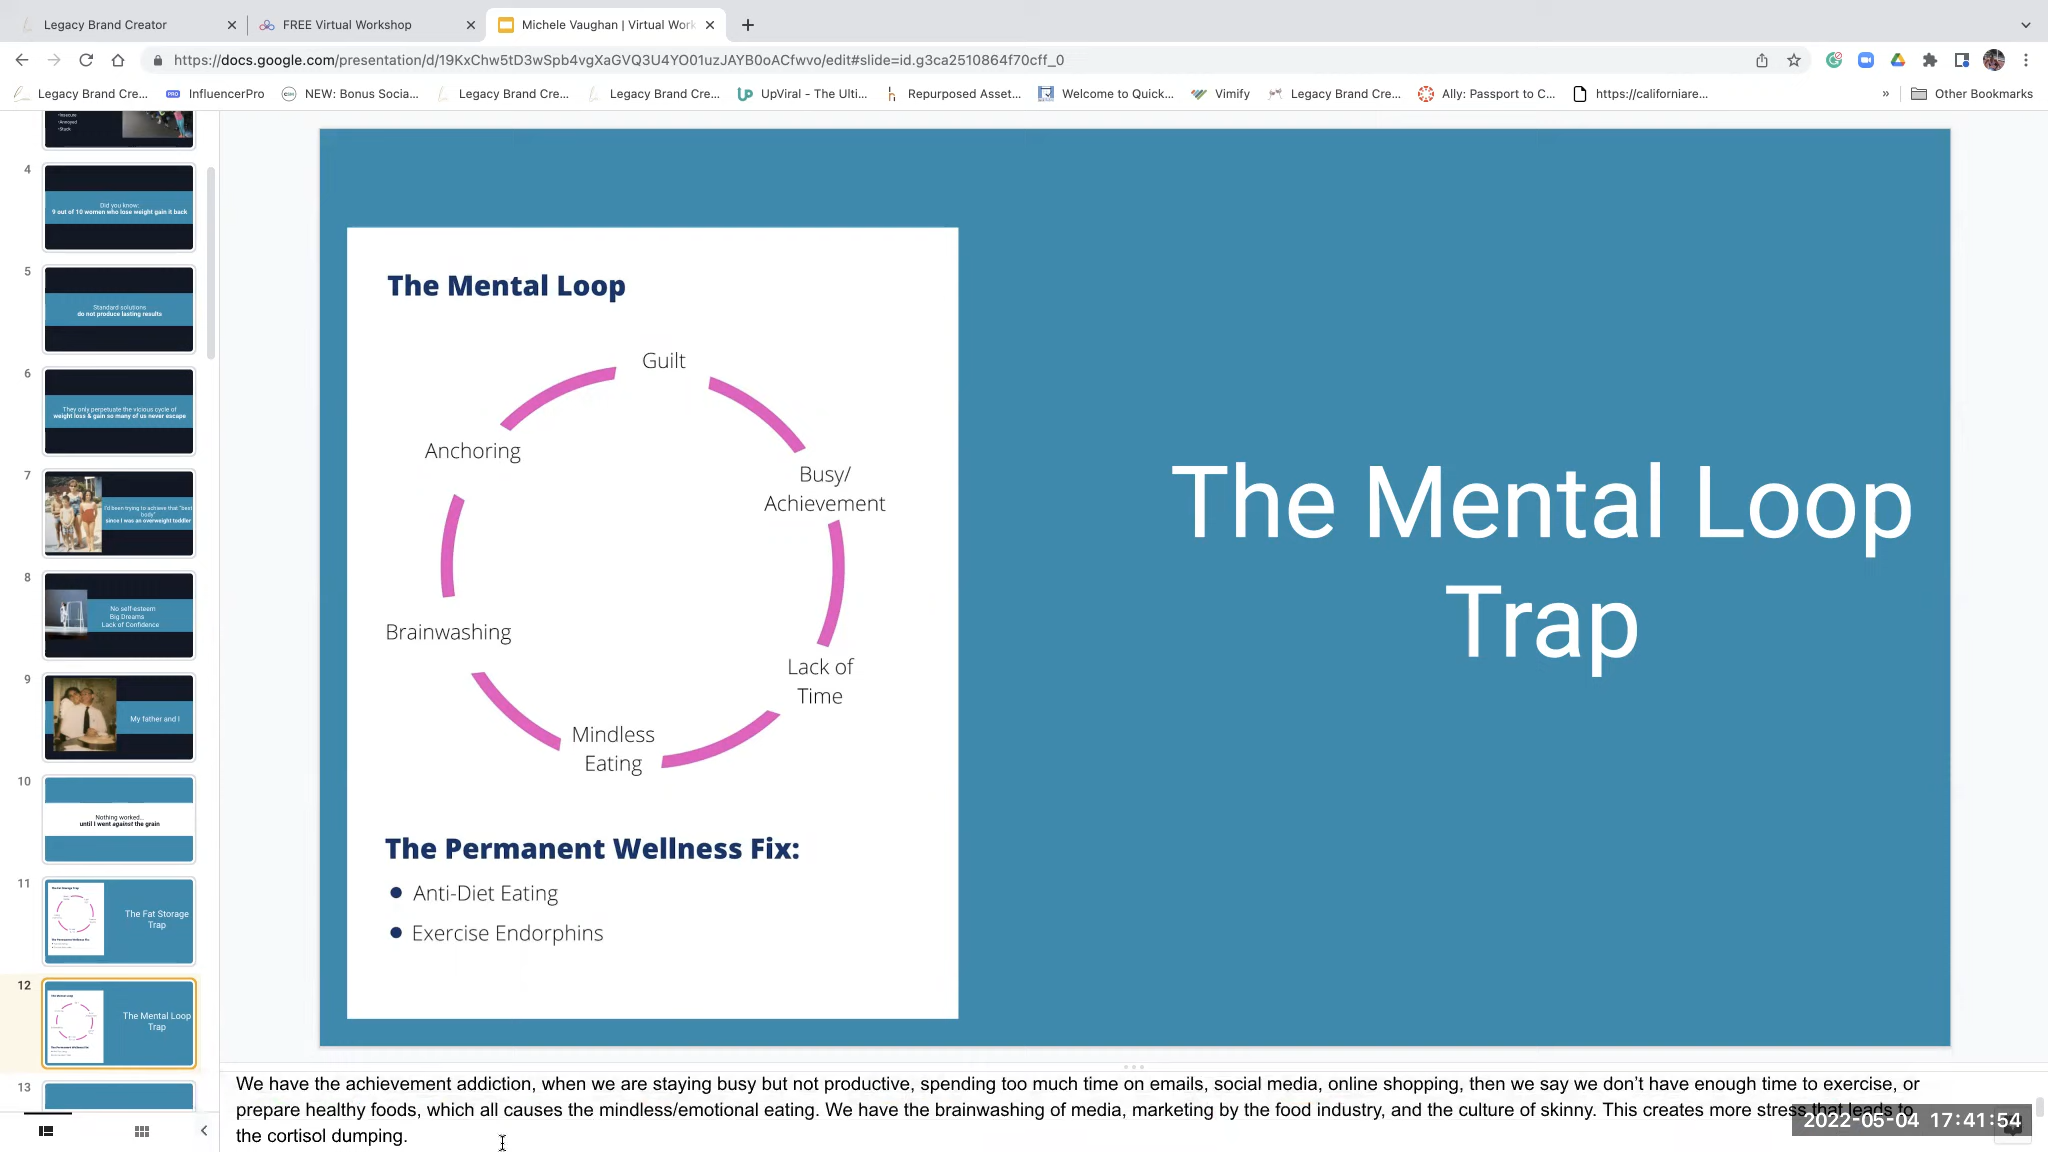 Legacy Brand Creator
FREE Virtual Workshop
Michele Vaughan | Virtual Work
https://docs.google.com/presentation/d/19KxChw5tD3wSpb4vgXaGVQ3U4YO01uzJAYB0oACfwvo/edit#slide=id.g3ca2510864f70cff_0
Legacy Brand Cre...
PRO InfluencerPro
NEW: Bonus Socia...
Legacy Brand Cre...
Legacy Brand Cre...
UpViral - The Ulti...
Repurposed Asset...
Welcome to Quick...
Vimify
Legacy Brand Cre...
Ally: Passport to C...
https://californiare...
»
Other Bookmarks
Insecure
Annoyed
Stuck
4
Did you know:
9 out of 10 women who lose weight gain it back
5
Standard solutions
do not produce lasting results
6
They only perpetuate the vicious cycle of
weight loss & gain so many of us never escape
7
I'd been trying to achieve that "best
body"
since I was an overweight toddler
8
No self-esteem
Big Dreams
Lack of Confidence
9
My father and I
10
Nothing worked...
until I went against the grain
11
The Fat Storage
Trap
12
The Mental Loop
Trap
13
The Mental Loop
Guilt
Anchoring
Busy/
Achievement
Brainwashing
Lack of
Time
Mindless
Eating
The Permanent Wellness Fix:
Anti-Diet Eating
Exercise Endorphins
The Mental Loop
Trap
We have the achievement addiction, when we are staying busy but not productive, spending too much time on emails, social media, online shopping, then we say we don’t have enough time to exercise, or
prepare healthy foods, which all causes the mindless/emotional eating. We have the brainwashing of media, marketing by the food industry, and the culture of skinny. This creates more stress that leads to
the cortisol dumping.
2022-05-04 17:41:54